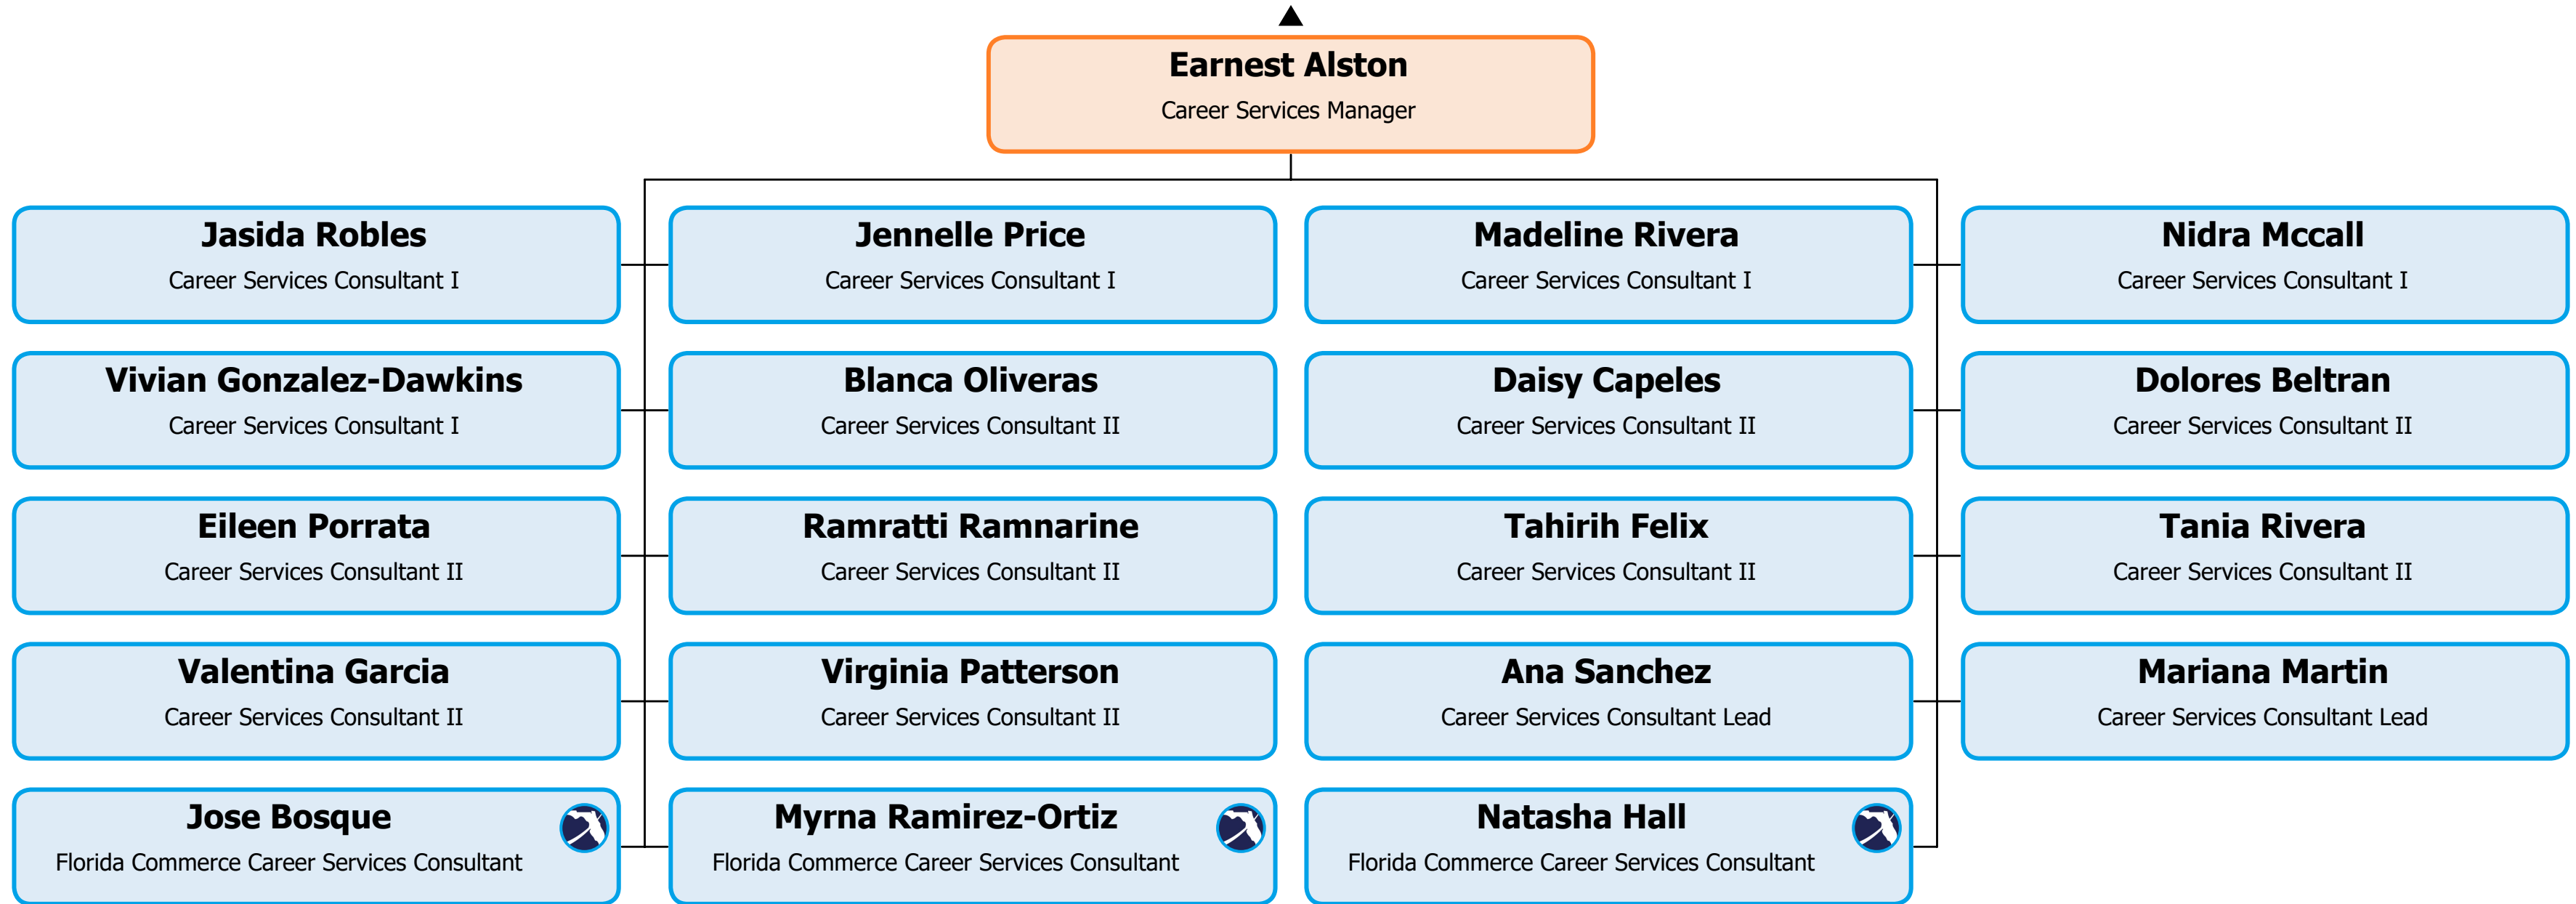 Earnest Alston
Career Services Manager
Jasida Robles
Career Services Consultant I
Jennelle Price
Career Services Consultant I
Madeline Rivera
Career Services Consultant I
Nidra Mccall
Career Services Consultant I
Vivian Gonzalez-Dawkins
Career Services Consultant I
Blanca Oliveras
Career Services Consultant II
Daisy Capeles
Career Services Consultant II
Dolores Beltran
Career Services Consultant II
Eileen Porrata
Career Services Consultant II
Ramratti Ramnarine
Career Services Consultant II
Tahirih Felix
Career Services Consultant II
Tania Rivera
Career Services Consultant II
Valentina Garcia
Career Services Consultant II
Virginia Patterson
Career Services Consultant II
Ana Sanchez
Career Services Consultant Lead
Mariana Martin
Career Services Consultant Lead
Jose Bosque
Florida Commerce Career Services Consultant
Myrna Ramirez-Ortiz
Florida Commerce Career Services Consultant
Natasha Hall
Florida Commerce Career Services Consultant